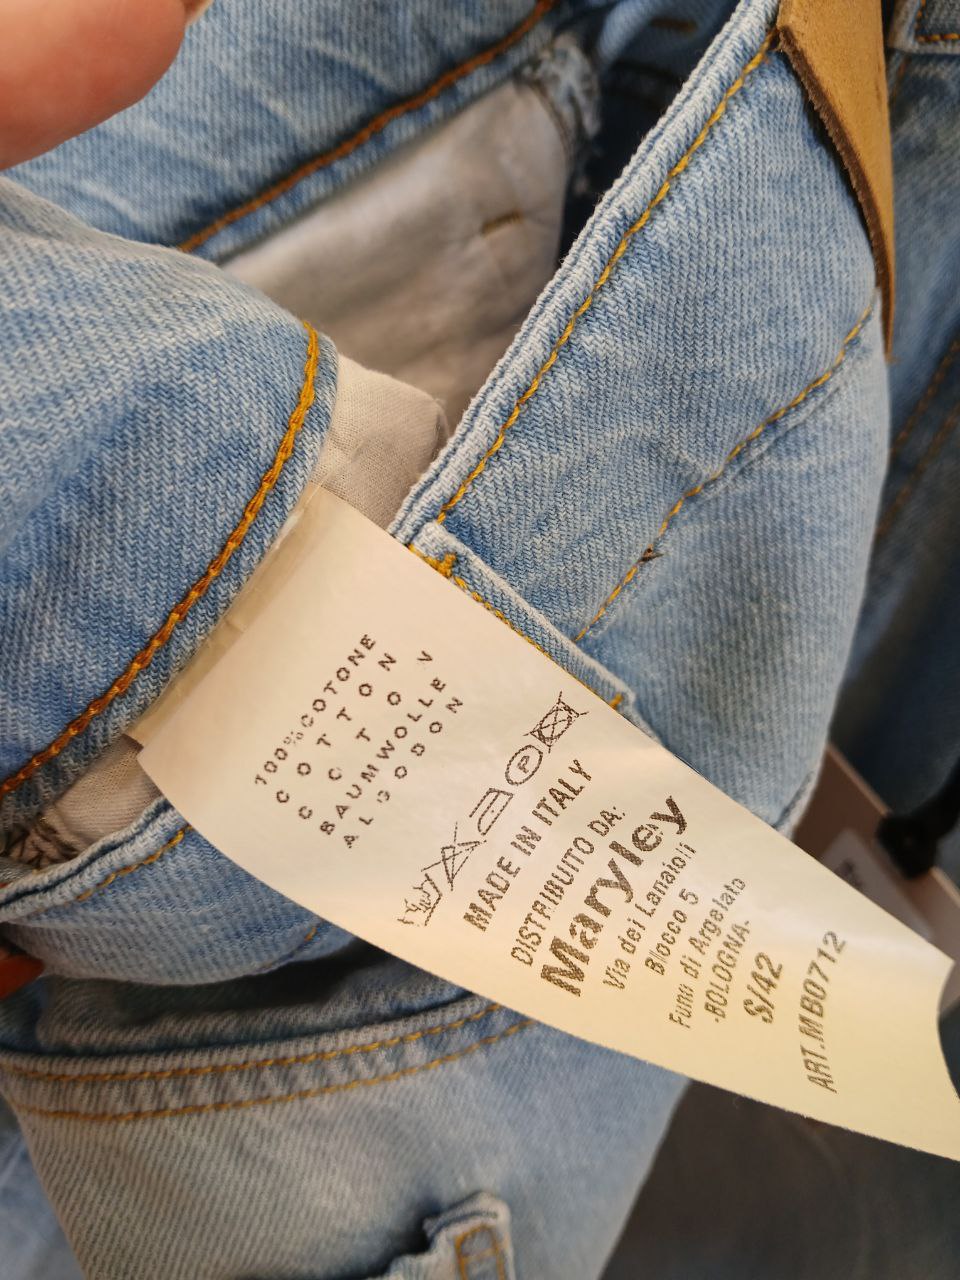 100% COTONE
COTTON
COTTO V
BAUMWOLLE
ALGODON
P
MADE IN ITALY
DISTRIBUITO DA:
Maryley
Via dei Lanaioli
Blocco 5
Funo di Argelato
-BOLOGNA-
S/42
ART.MB0712